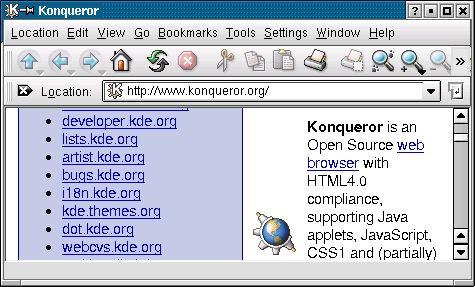 Konqueror
Location Edit View Go Bookmarks Tools Settings Window Help
Location: http://www.konqueror.org/
developer.kde.org
lists.kde.org
artist.kde.org
bugs.kde.org
i18n.kde.org
kde.themes.org
dot.kde.org
webcvs.kde.org
Konqueror is an
Open Source web
browser with
HTML4.0
compliance,
supporting Java
applets, JavaScript,
CSS1 and (partially)